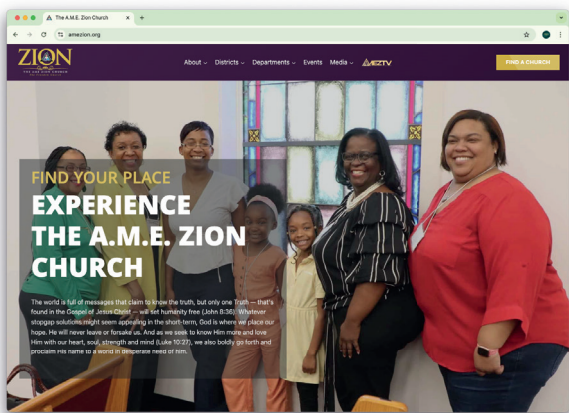 The A.M.E. Zion Church
amezion.org
ZION
THE AME ZION CHURCH
About Districts Departments Events Media AEZTV
FIND A CHURCH
FIND YOUR PLACE
EXPERIENCE
THE A.M.E. ZION
CHURCH
The world is full of messages that claim to know the truth, but only one Truth — that's
found in the Gospel of Jesus Christ — will set humanity free (John 8:36). Whatever
stopgap solutions might seem appealing in the short-term, God is where we place our
hope. He will never leave or forsake us. And as we seek to know Him more and love
Him with our heart, soul, strength and mind (Luke 10:27), we also boldly go forth and
proclaim His name to a world in desperate need of him.